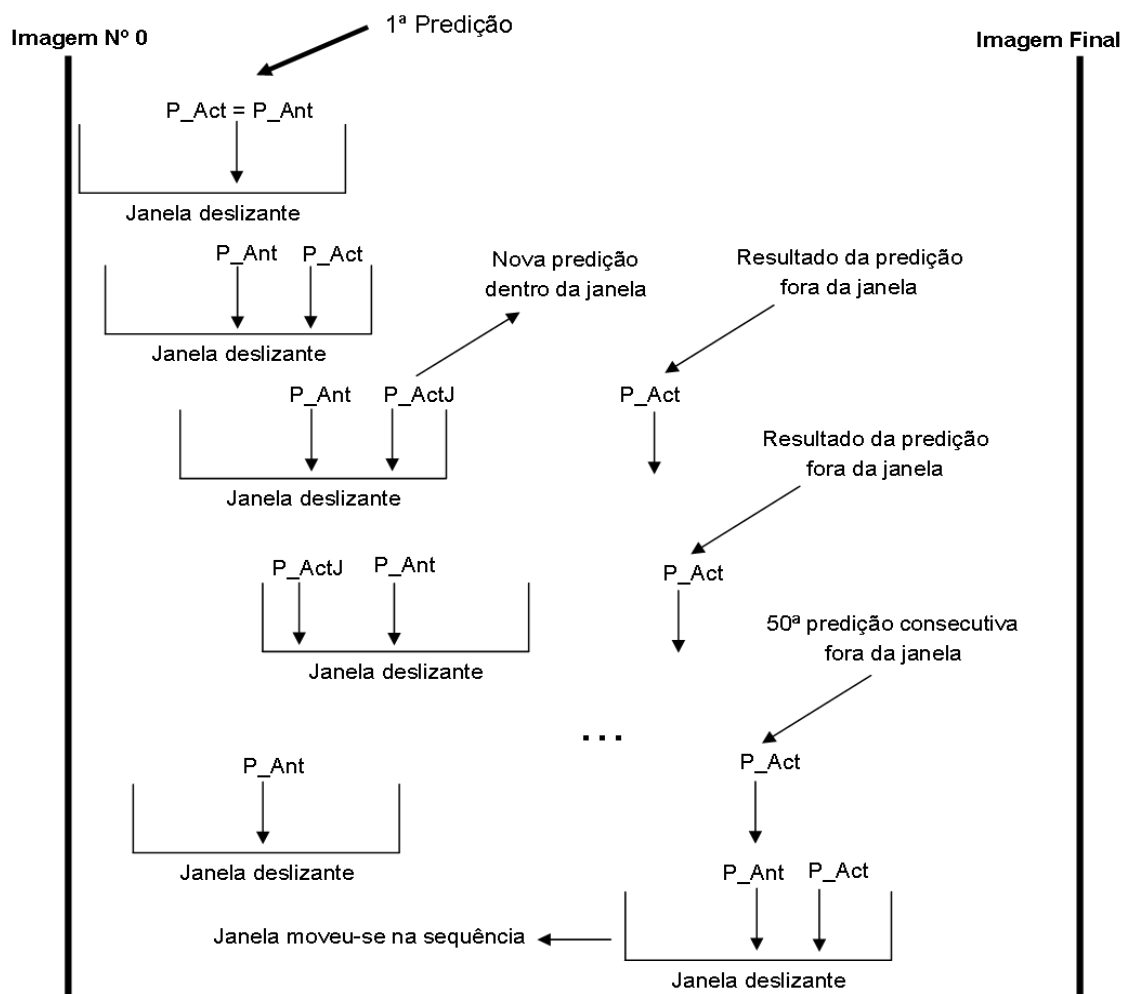 1ª Predição
Imagem Nº 0
Imagem Final
P_Act = P_Ant
Janela deslizante
P_Ant
P_Act
Janela deslizante
Nova predição
dentro da janela
Resultado da predição
fora da janela
P_Ant
P_ActJ
P_Act
Janela deslizante
Resultado da predição
fora da janela
P_ActJ
P_Ant
P_Act
Janela deslizante
50ª predição consecutiva
fora da janela
...
P_Ant
P_Act
Janela deslizante
P_Ant
P_Act
Janela moveu-se na sequência
Janela deslizante